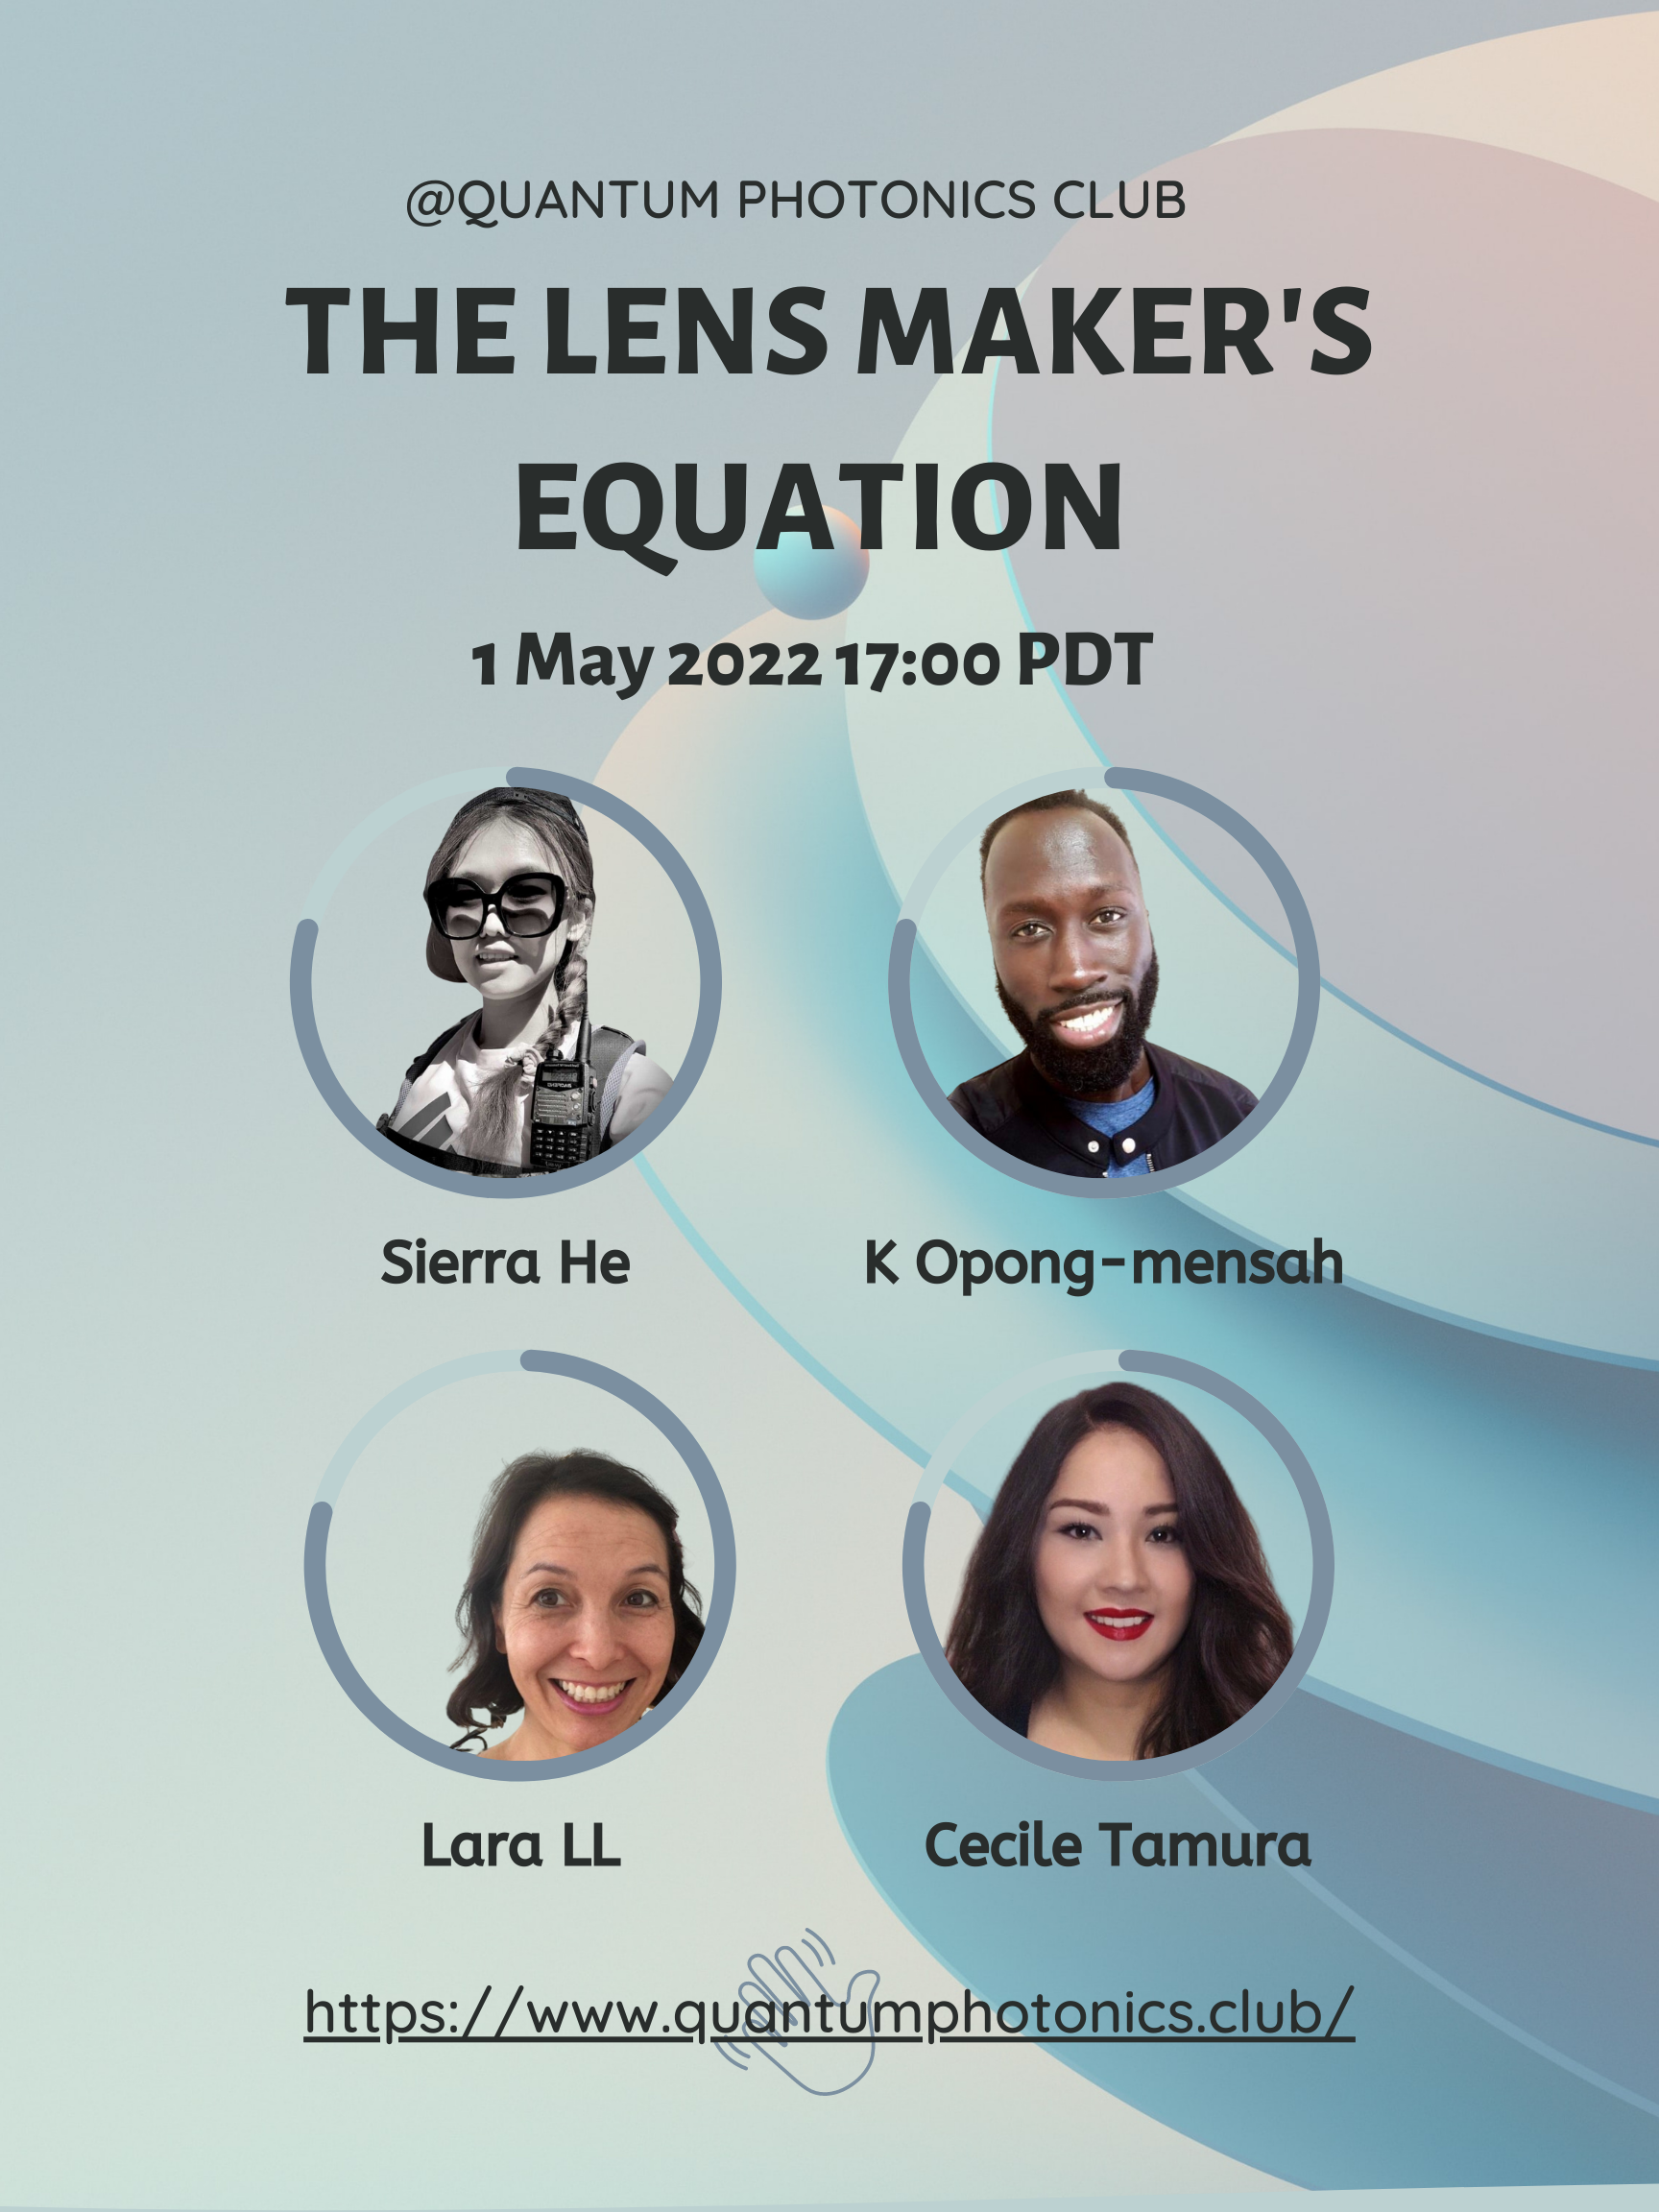 @QUANTUM PHOTONICS CLUB
THE LENS MAKER'S
EQUATION
1 May 2022 17:00 PDT
Sierra He
K Opong-mensah
Lara LL
Cecile Tamura
https://www.quantumphotonics.club/